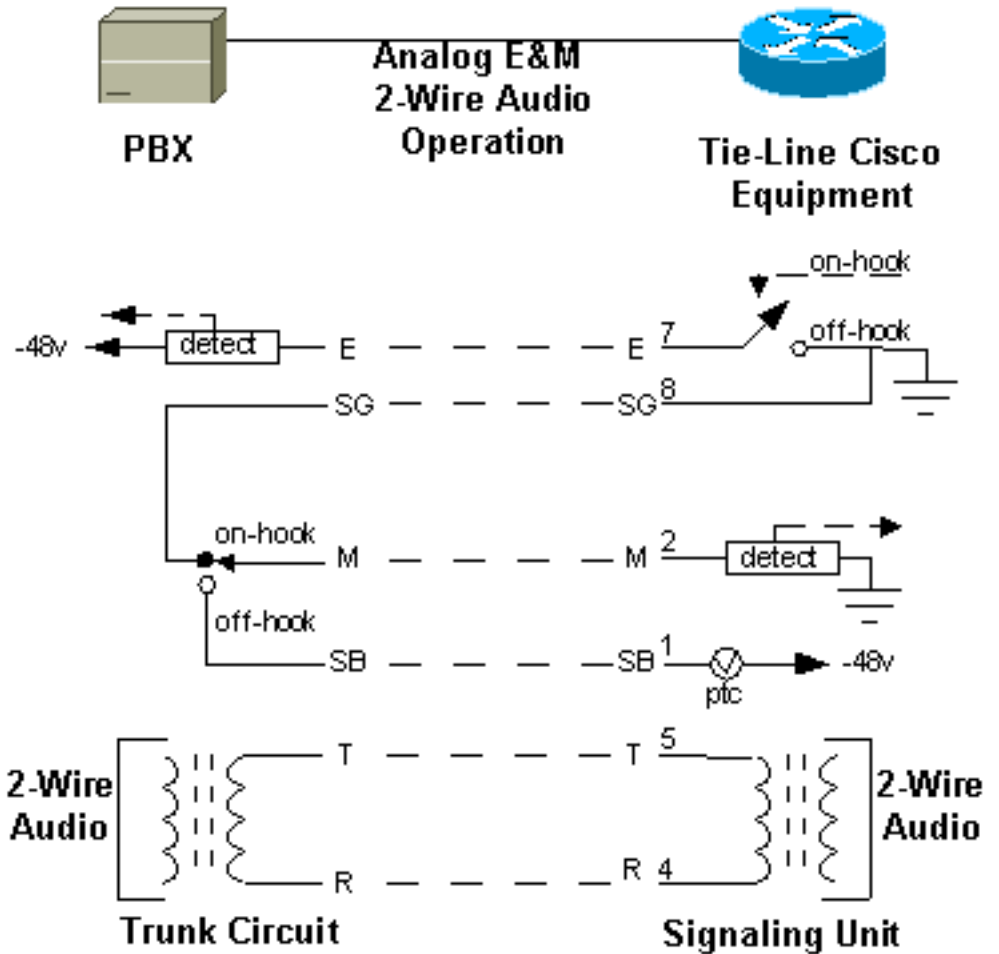 Analog E&M
2-Wire Audio
Operation
PBX
Tie-Line Cisco
Equipment
on-hook
-48v
detect
E
E
7
off-hook
SG
SG
8
on-hook
M
M
2
detect
off-hook
SB
SB
1
ptc
-48v
2-Wire
Audio
T
T
5
2-Wire
Audio
R
R
4
Trunk Circuit
Signaling Unit